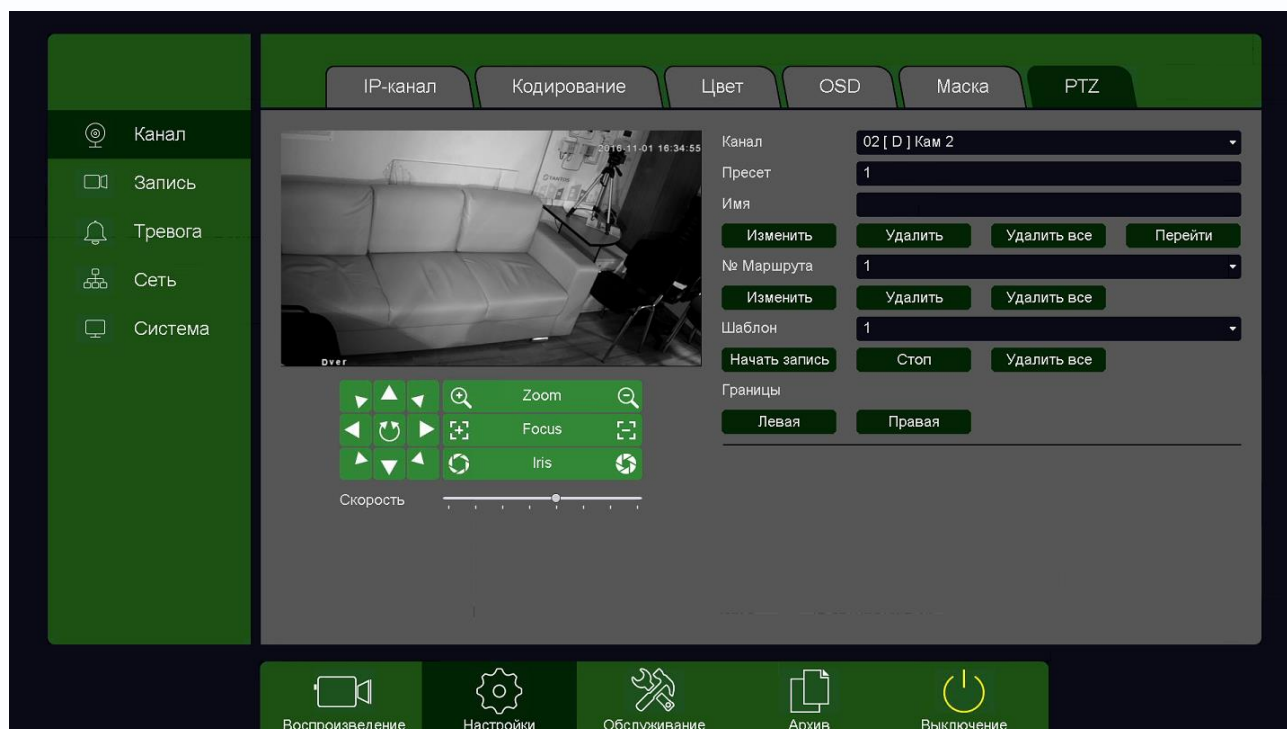 IP-канал Кодирование Цвет OSD Маска PTZ
Канал
Запись
Тревога
Сеть
Система
2016-11-01 16:34:55
Dver
Zoom
Focus
Iris
Скорость
Канал 02 [ D ] Кам 2
Пресет 1
Имя
Изменить Удалить Удалить все Перейти
№ Маршрута 1
Изменить Удалить Удалить все
Шаблон 1
Начать запись Стоп Удалить все
Границы
Левая Правая
Воспроизведение Настройки Обслуживание Архив Выключение